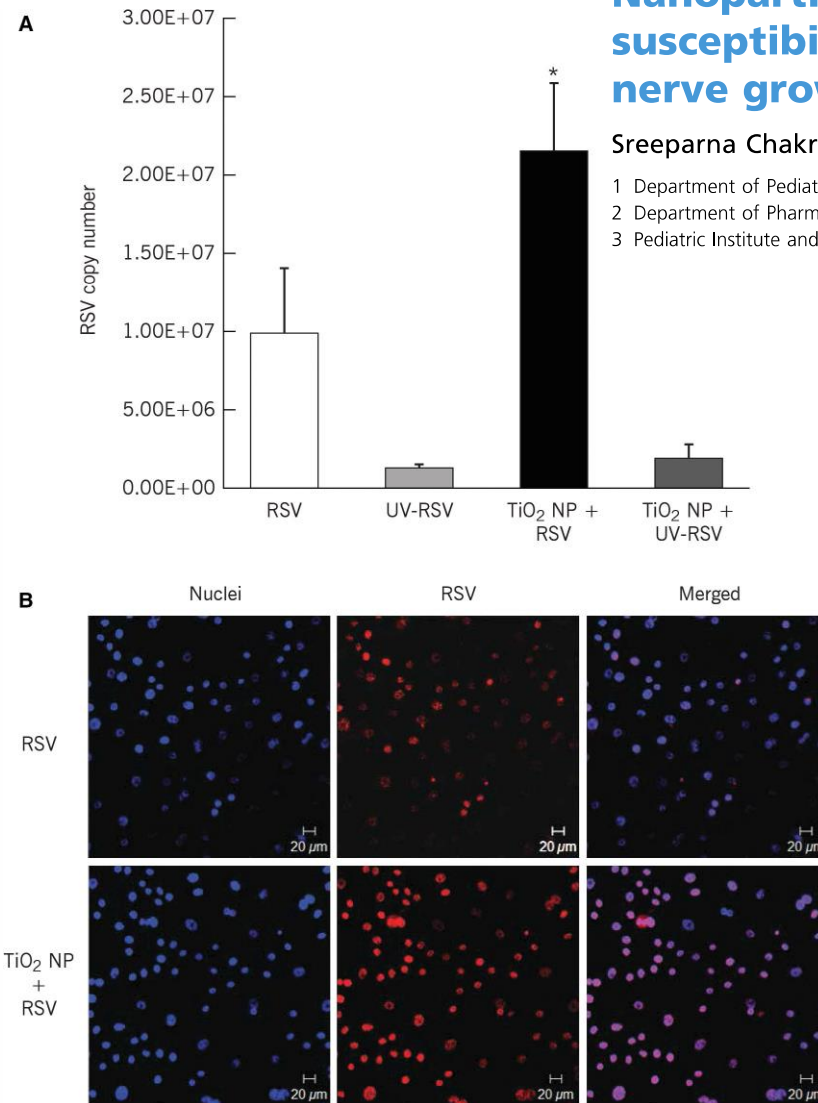 A
3.00E+07
2.50E+07
2.00E+07
1.50E+07
1.00E+07
5.00E+06
0.00E+00
RSV copy number
*
RSV
UV-RSV
TiO2 NP +
RSV
TiO2 NP +
UV-RSV
susceptibi
nerve grov
Sreeparna Chakr
1 Department of Pediat
2 Department of Pharm
3 Pediatric Institute and
B
Nuclei
RSV
Merged
RSV
20 µm
20 µm
20 µm
TiO2 NP
+
RSV
20 µm
20 µm
20 µm